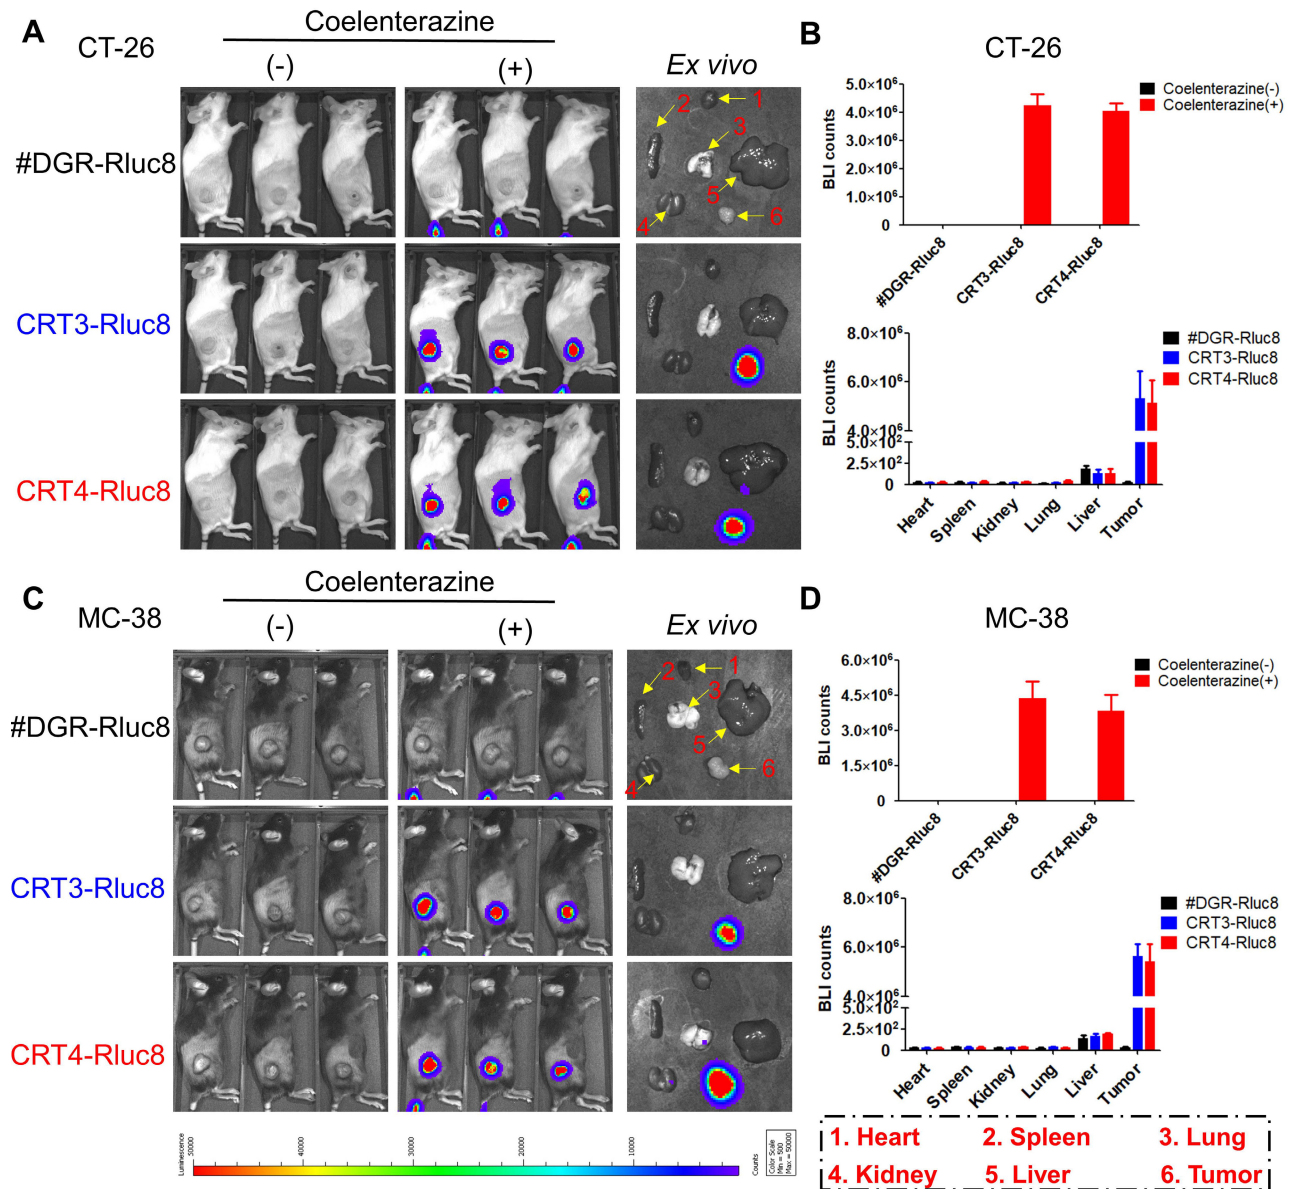 A
CT-26
Coelenterazine
(-)
(+)
Ex vivo
#DGR-Rluc8
CRT3-Rluc8
CRT4-Rluc8
1
2
3
4
5
6
B
CT-26
5.0×10⁶
4.0×10⁶
3.0×10⁶
2.0×10⁶
1.0×10⁶
0
BLI counts
Coelenterazine(-)
Coelenterazine(+)
#DGR-Rluc8
CRT3-Rluc8
CRT4-Rluc8
8.0×10⁶
6.0×10⁶
4.0×10⁶
5.0×10²
2.5×10²
0
BLI counts
#DGR-Rluc8
CRT3-Rluc8
CRT4-Rluc8
Heart
Spleen
Kidney
Lung
Liver
Tumor
C
MC-38
Coelenterazine
(-)
(+)
Ex vivo
#DGR-Rluc8
CRT3-Rluc8
CRT4-Rluc8
1
2
3
4
5
6
Luminescence
50000
40000
30000
20000
10000
Counts
Color Scale
Min = 500
Max = 50000
D
MC-38
6.0×10⁶
4.5×10⁶
3.0×10⁶
1.5×10⁶
0
BLI counts
Coelenterazine(-)
Coelenterazine(+)
#DGR-Rluc8
CRT3-Rluc8
CRT4-Rluc8
8.0×10⁶
6.0×10⁶
4.0×10⁶
5.0×10²
2.5×10²
0
BLI counts
#DGR-Rluc8
CRT3-Rluc8
CRT4-Rluc8
Heart
Spleen
Kidney
Lung
Liver
Tumor
1. Heart 2. Spleen 3. Lung
4. Kidney 5. Liver 6. Tumor